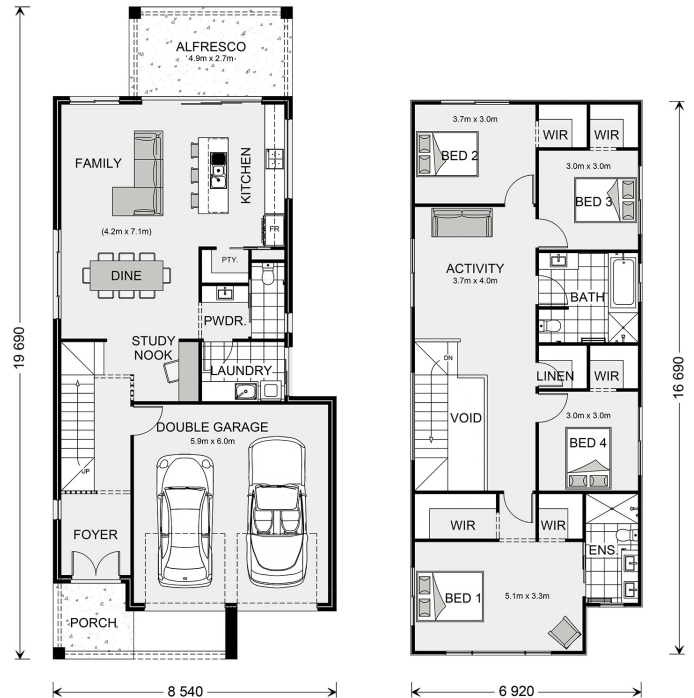 ALFRESCO
4.9m x 2.7m
FAMILY
KITCHEN
(4.2m x 7.1m)
FR
DINE
PTY.
PWDR.
STUDY
NOOK
LAUNDRY
DOUBLE GARAGE
5.9m x 6.0m
UP
FOYER
PORCH
19 690
8 540
3.7m x 3.0m
BED 2
WIR
WIR
3.0m x 3.0m
BED 3
ACTIVITY
3.7m x 4.0m
BATH
DN
LINEN
WIR
VOID
3.0m x 3.0m
BED 4
WIR
WIR
ENS.
BED 1
5.1m x 3.3m
16 690
6 920